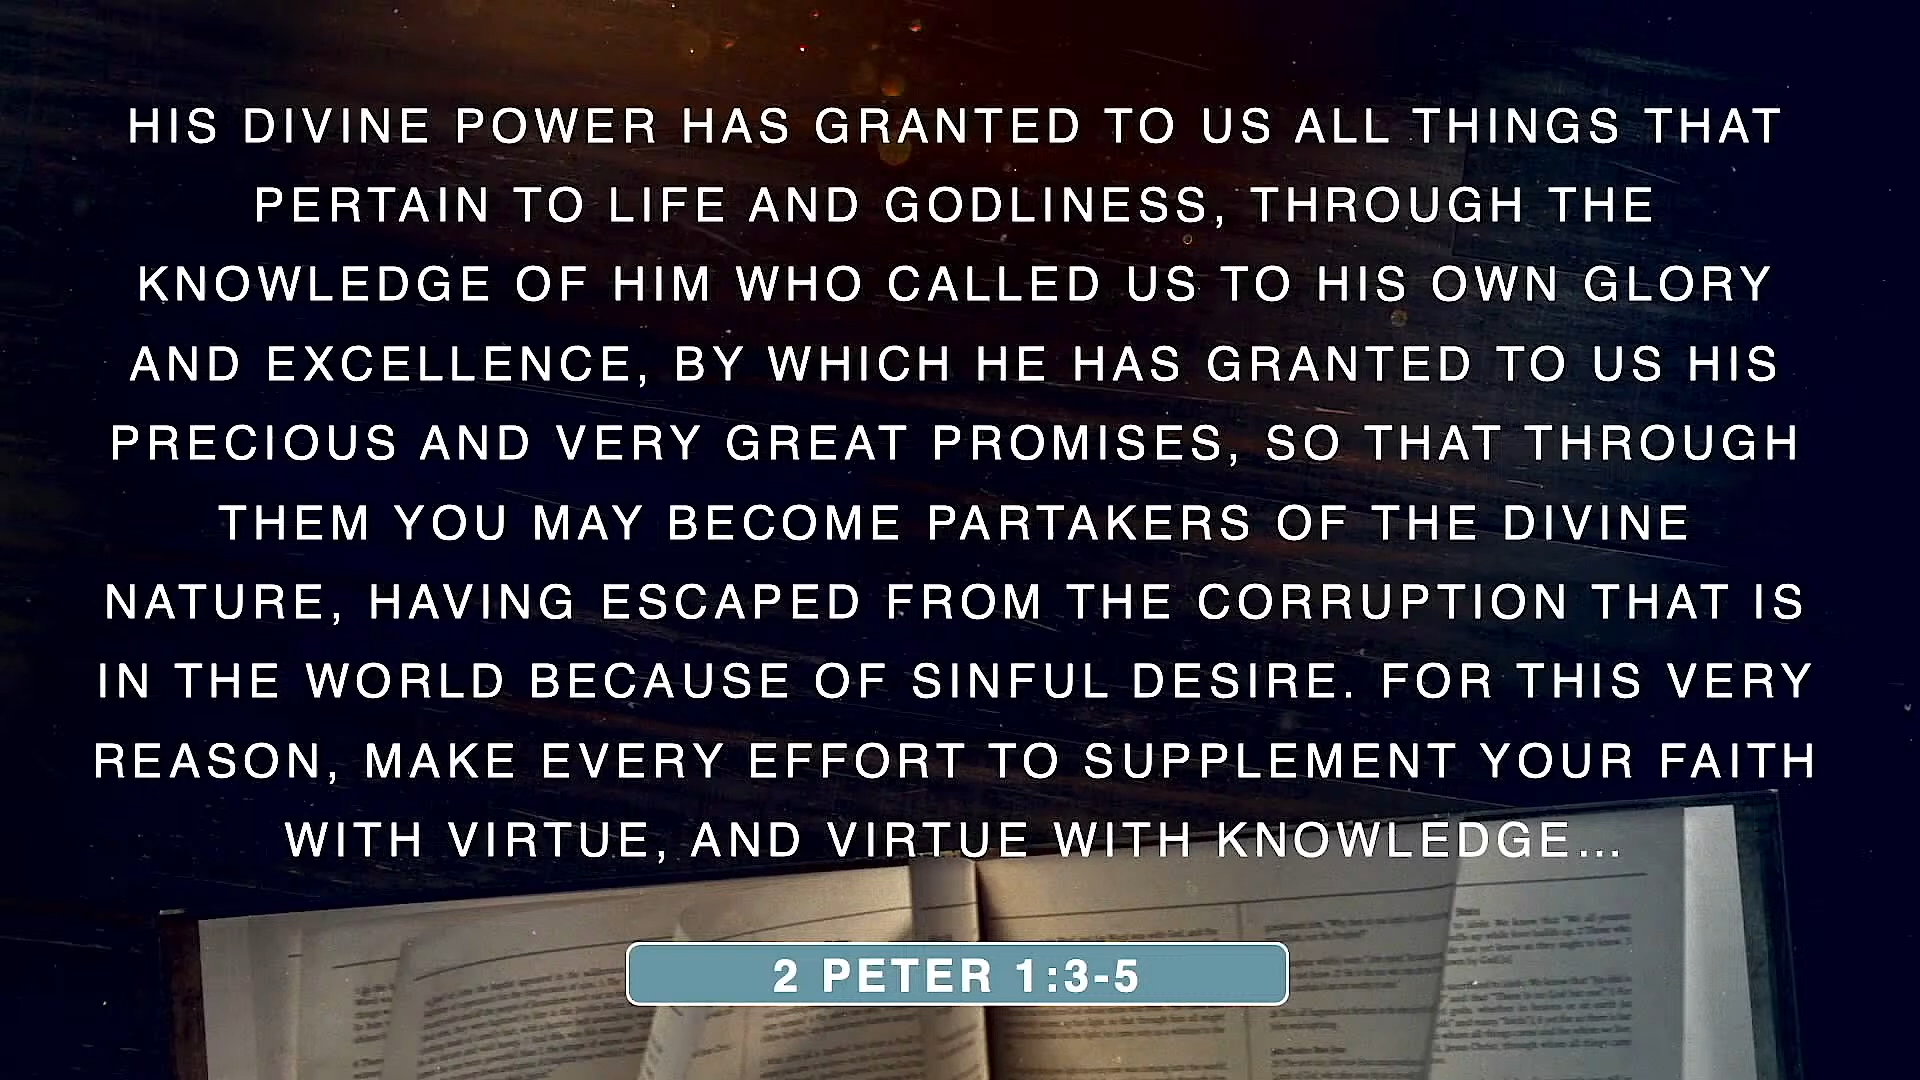 HIS DIVINE POWER HAS GRANTED TO US ALL THINGS THAT
PERTAIN TO LIFE AND GODLINESS, THROUGH THE
KNOWLEDGE OF HIM WHO CALLED US TO HIS OWN GLORY
AND EXCELLENCE, BY WHICH HE HAS GRANTED TO US HIS
PRECIOUS AND VERY GREAT PROMISES, SO THAT THROUGH
THEM YOU MAY BECOME PARTAKERS OF THE DIVINE
NATURE, HAVING ESCAPED FROM THE CORRUPTION THAT IS
IN THE WORLD BECAUSE OF SINFUL DESIRE. FOR THIS VERY
REASON, MAKE EVERY EFFORT TO SUPPLEMENT YOUR FAITH
WITH VIRTUE, AND VIRTUE WITH KNOWLEDGE...
2 PETER 1:3-5